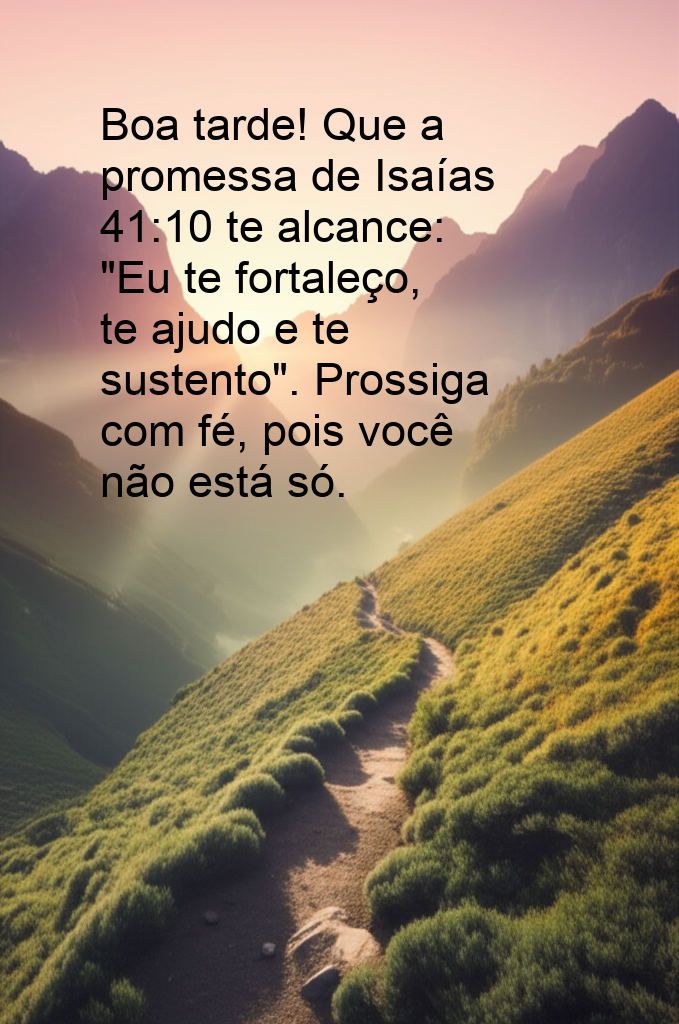 Boa tarde! Que a
promessa de Isaías
41:10 te alcance:
"Eu te fortaleço,
te ajudo e te
sustento". Prossiga
com fé, pois você
não está só.